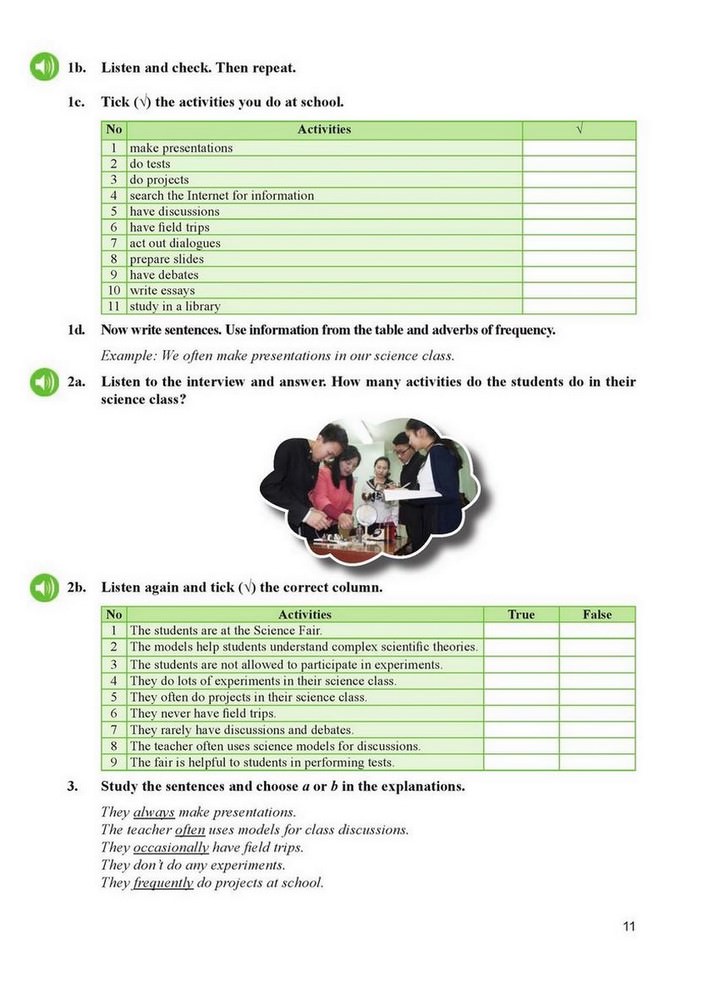 1b. Listen and check. Then repeat.
1c. Tick (√) the activities you do at school.
No Activities √
1 make presentations
2 do tests
3 do projects
4 search the Internet for information
5 have discussions
6 have field trips
7 act out dialogues
8 prepare slides
9 have debates
10 write essays
11 study in a library
1d. Now write sentences. Use information from the table and adverbs of frequency.
Example: We often make presentations in our science class.
2a. Listen to the interview and answer. How many activities do the students do in their
science class?
2b. Listen again and tick (√) the correct column.
No Activities True False
1 The students are at the Science Fair.
2 The models help students understand complex scientific theories.
3 The students are not allowed to participate in experiments.
4 They do lots of experiments in their science class.
5 They often do projects in their science class.
6 They never have field trips.
7 They rarely have discussions and debates.
8 The teacher often uses science models for discussions.
9 The fair is helpful to students in performing tests.
3. Study the sentences and choose a or b in the explanations.
They always make presentations.
The teacher often uses models for class discussions.
They occasionally have field trips.
They don't do any experiments.
They frequently do projects at school.
11